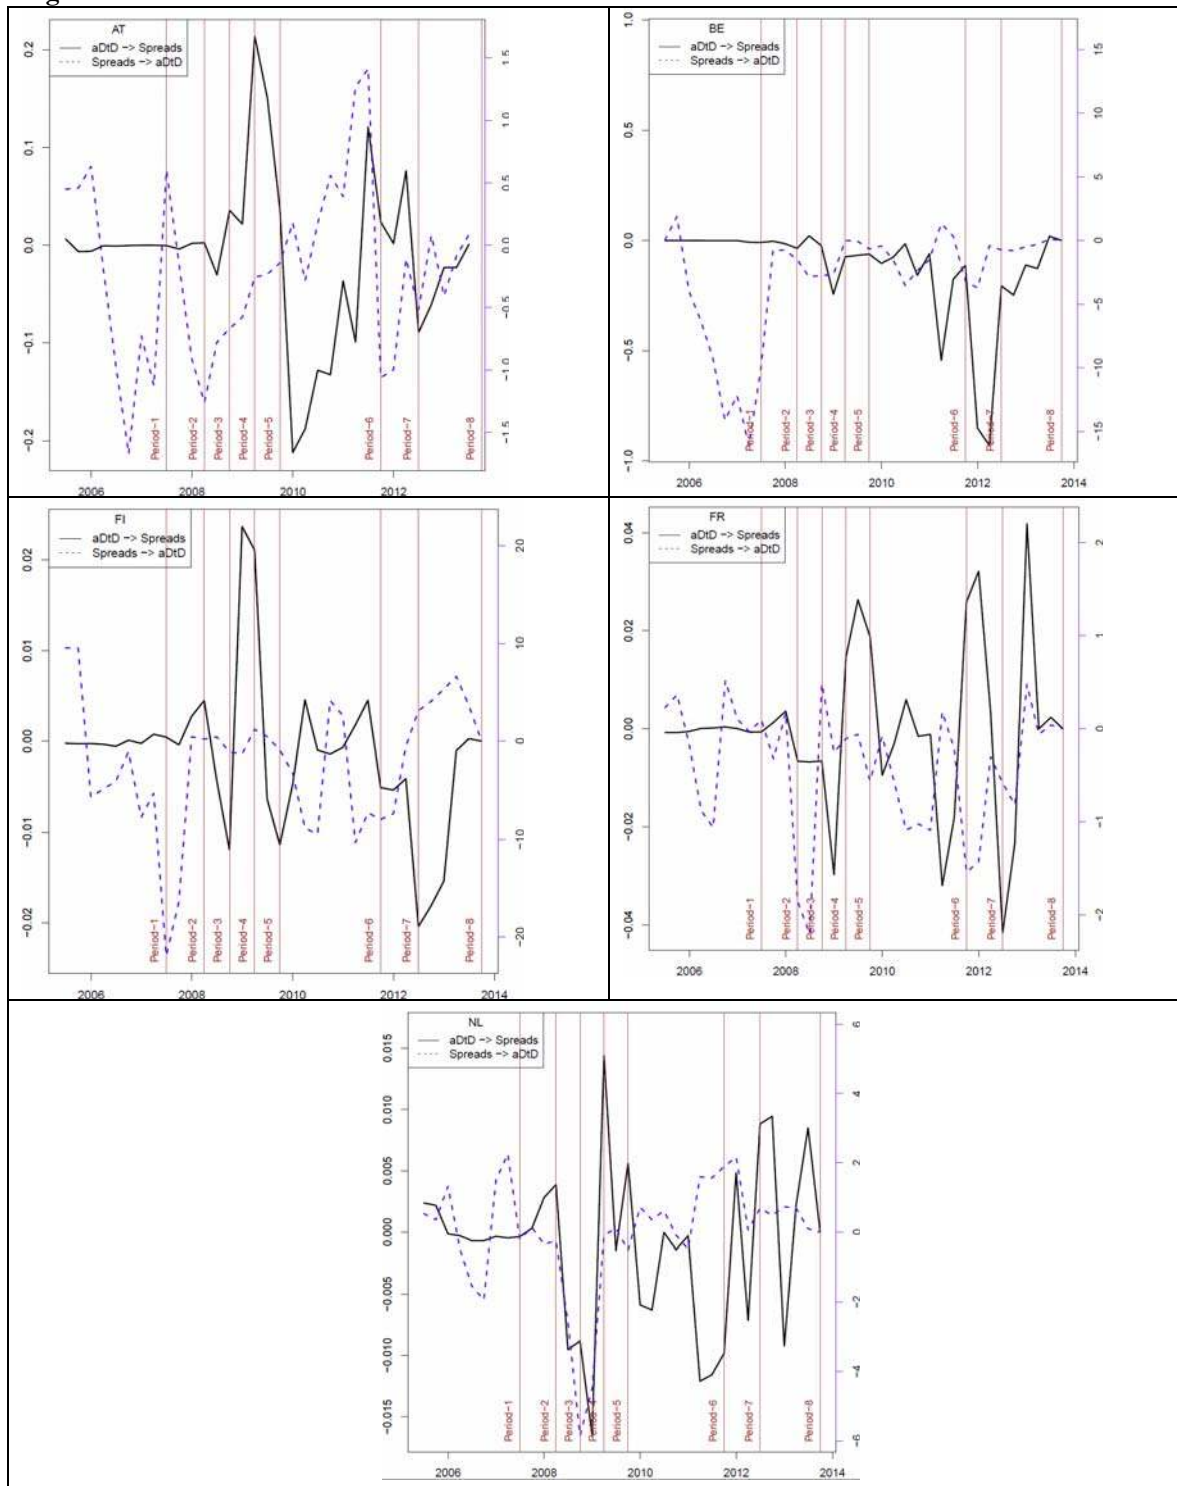 AT
aDtD −> Spreads
Spreads −> aDtD
0.2
0.1
0.0
−0.1
−0.2
1.5
1.0
0.5
0.0
−0.5
−1.0
−1.5
Period−1
Period−2
Period−3
Period−4
Period−5
Period−6
Period−7
Period−8
2006 2008 2010 2012
BE
aDtD −> Spreads
Spreads −> aDtD
1.0
0.5
0.0
−0.5
−1.0
15
10
5
0
−5
−10
−15
Period−1
Period−2
Period−3
Period−4
Period−5
Period−6
Period−7
Period−8
2006 2008 2010 2012 2014
FI
aDtD −> Spreads
Spreads −> aDtD
0.02
0.01
0.00
−0.01
−0.02
20
10
0
−10
−20
Period−1
Period−2
Period−3
Period−4
Period−5
Period−6
Period−7
Period−8
2006 2008 2010 2012 2014
FR
aDtD −> Spreads
Spreads −> aDtD
0.04
0.02
0.00
−0.02
−0.04
2
1
0
−1
−2
Period−1
Period−2
Period−3
Period−4
Period−5
Period−6
Period−7
Period−8
2006 2008 2010 2012 2014
NL
aDtD −> Spreads
Spreads −> aDtD
0.015
0.010
0.005
0.000
−0.005
−0.010
−0.015
6
4
2
0
−2
−4
−6
Period−1
Period−2
Period−3
Period−4
Period−5
Period−6
Period−7
Period−8
2006 2008 2010 2012 2014